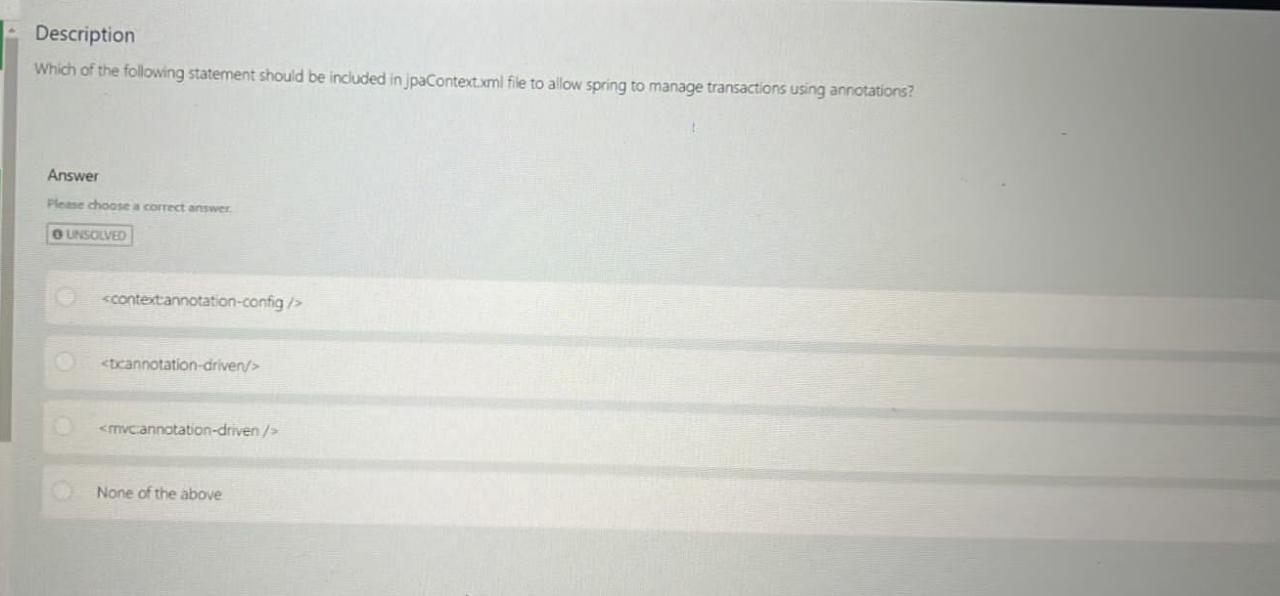 Description
Which of the following statement should be included in jpaContext.xml file to allow spring to manage transactions using annotations?
Answer
Please choose a correct answer.
UNSOLVED
<context:annotation-config />
<tx:annotation-driven/>
<mvc:annotation-driven />
None of the above